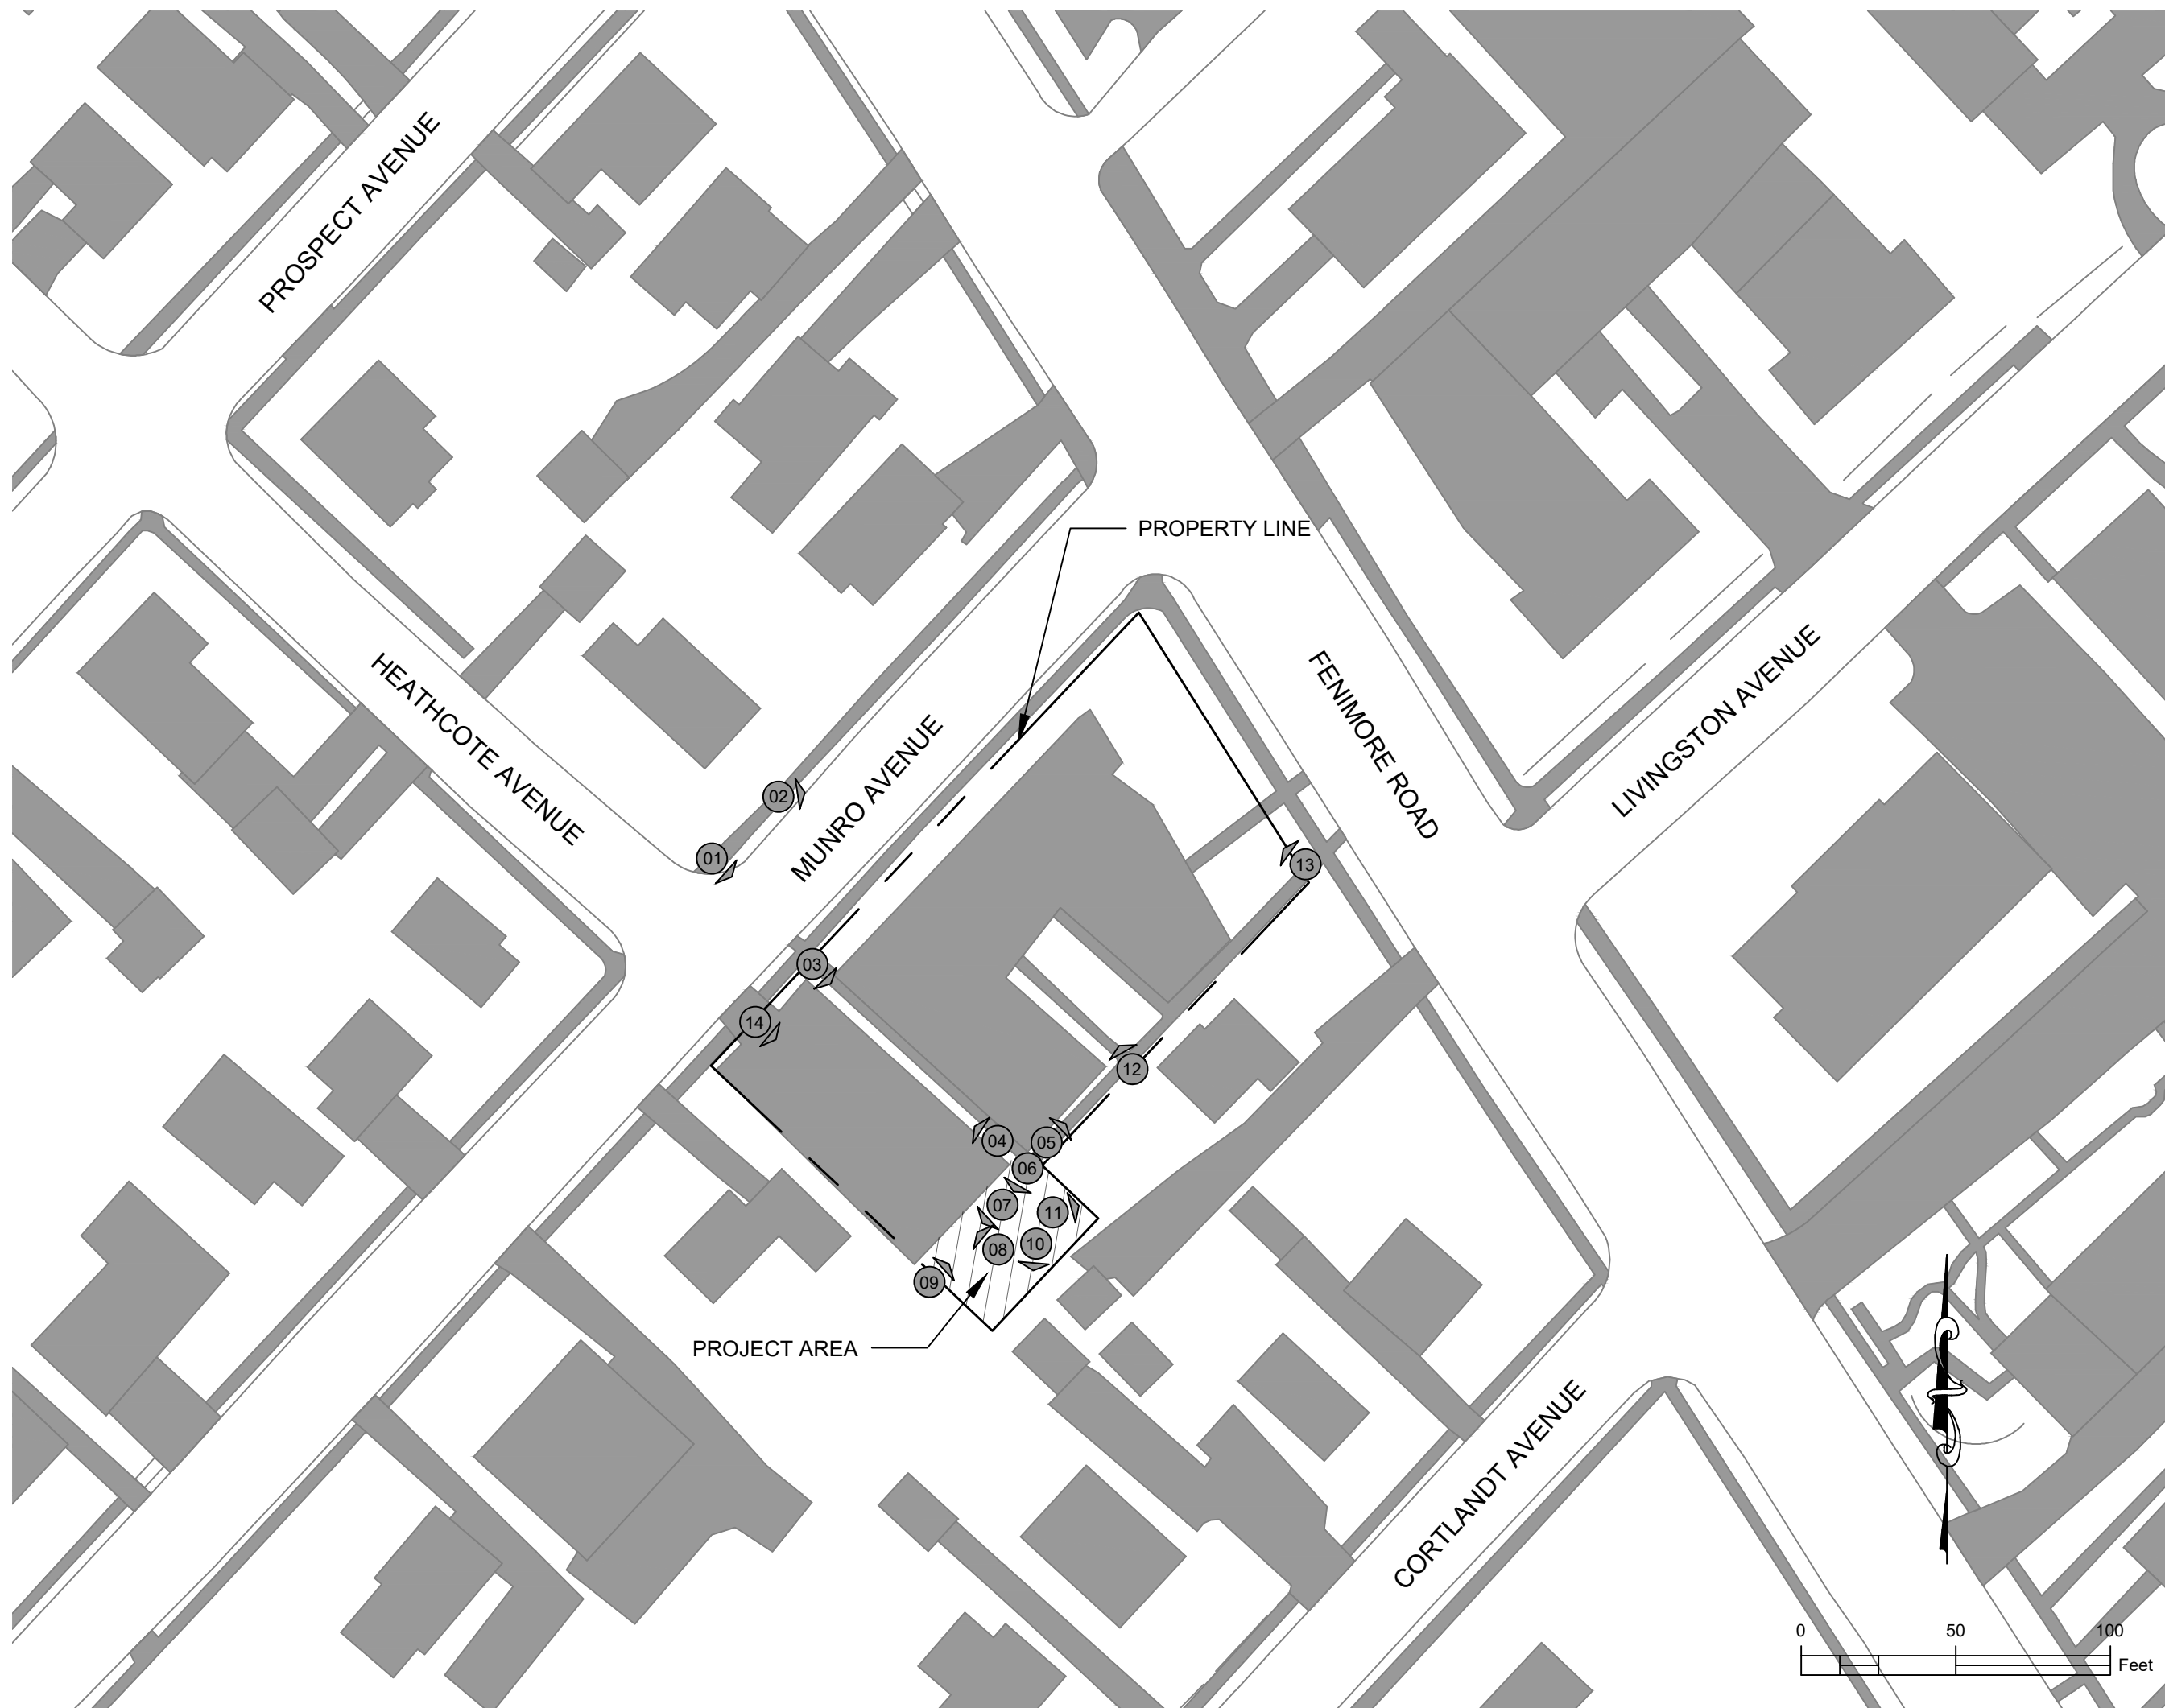 PROSPECT AVENUE
PROPERTY LINE
HEATHCOTE AVENUE
MUNRO AVENUE
FENIMORE ROAD
LIVINGSTON AVENUE
02
01
13
03
14
12
04
05
06
07
11
08
10
09
PROJECT AREA
CORTLANDT AVENUE
0 50 100
Feet